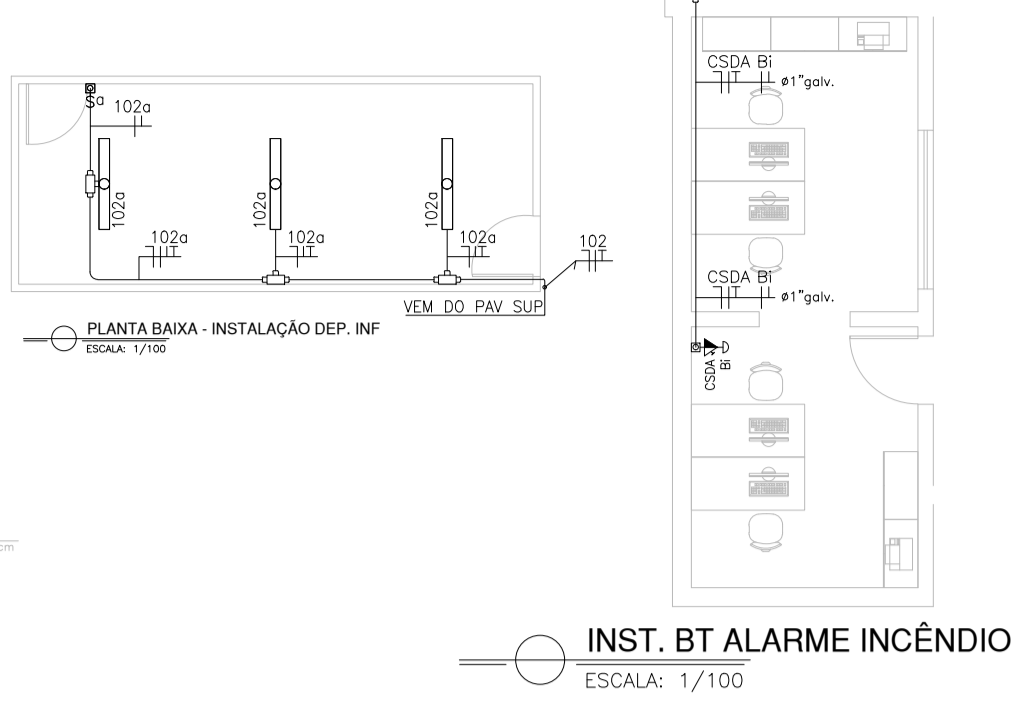 Sa
102a
102a
102a
102a
102a
102a
102a
102
VEM DO PAV SUP
PLANTA BAIXA - INSTALAÇÃO DEP. INF
ESCALA: 1/100
cm
CSDA Bi
ø1"galv.
CSDA Bi
ø1"galv.
CSDA
Bi
INST. BT ALARME INCÊNDIO
ESCALA: 1/100